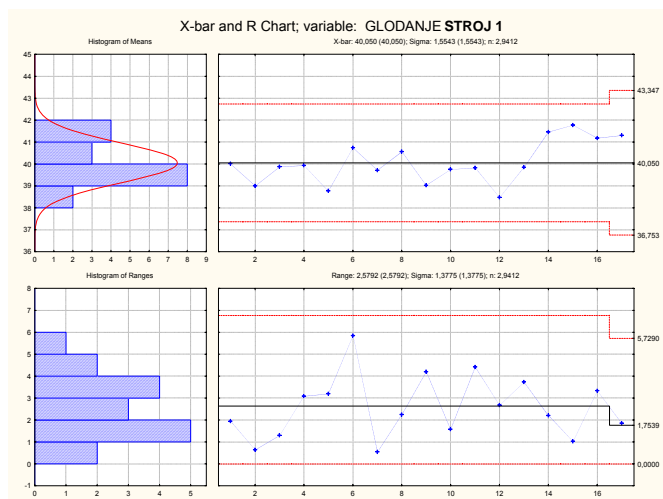 X-bar and R Chart; variable: GLODANJE STROJ 1
Histogram of Means
45
44
43
42
41
40
39
38
37
36
0 1 2 3 4 5 6 7 8 9
X-bar: 40,050 (40,050); Sigma: 1,5543 (1,5543); n: 2,9412
43,347
40,050
36,753
2 4 6 8 10 12 14 16
Histogram of Ranges
8
7
6
5
4
3
2
1
0
-1
0 1 2 3 4 5
Range: 2,5792 (2,5792); Sigma: 1,3775 (1,3775); n: 2,9412
5,7290
1,7539
0,0000
2 4 6 8 10 12 14 16